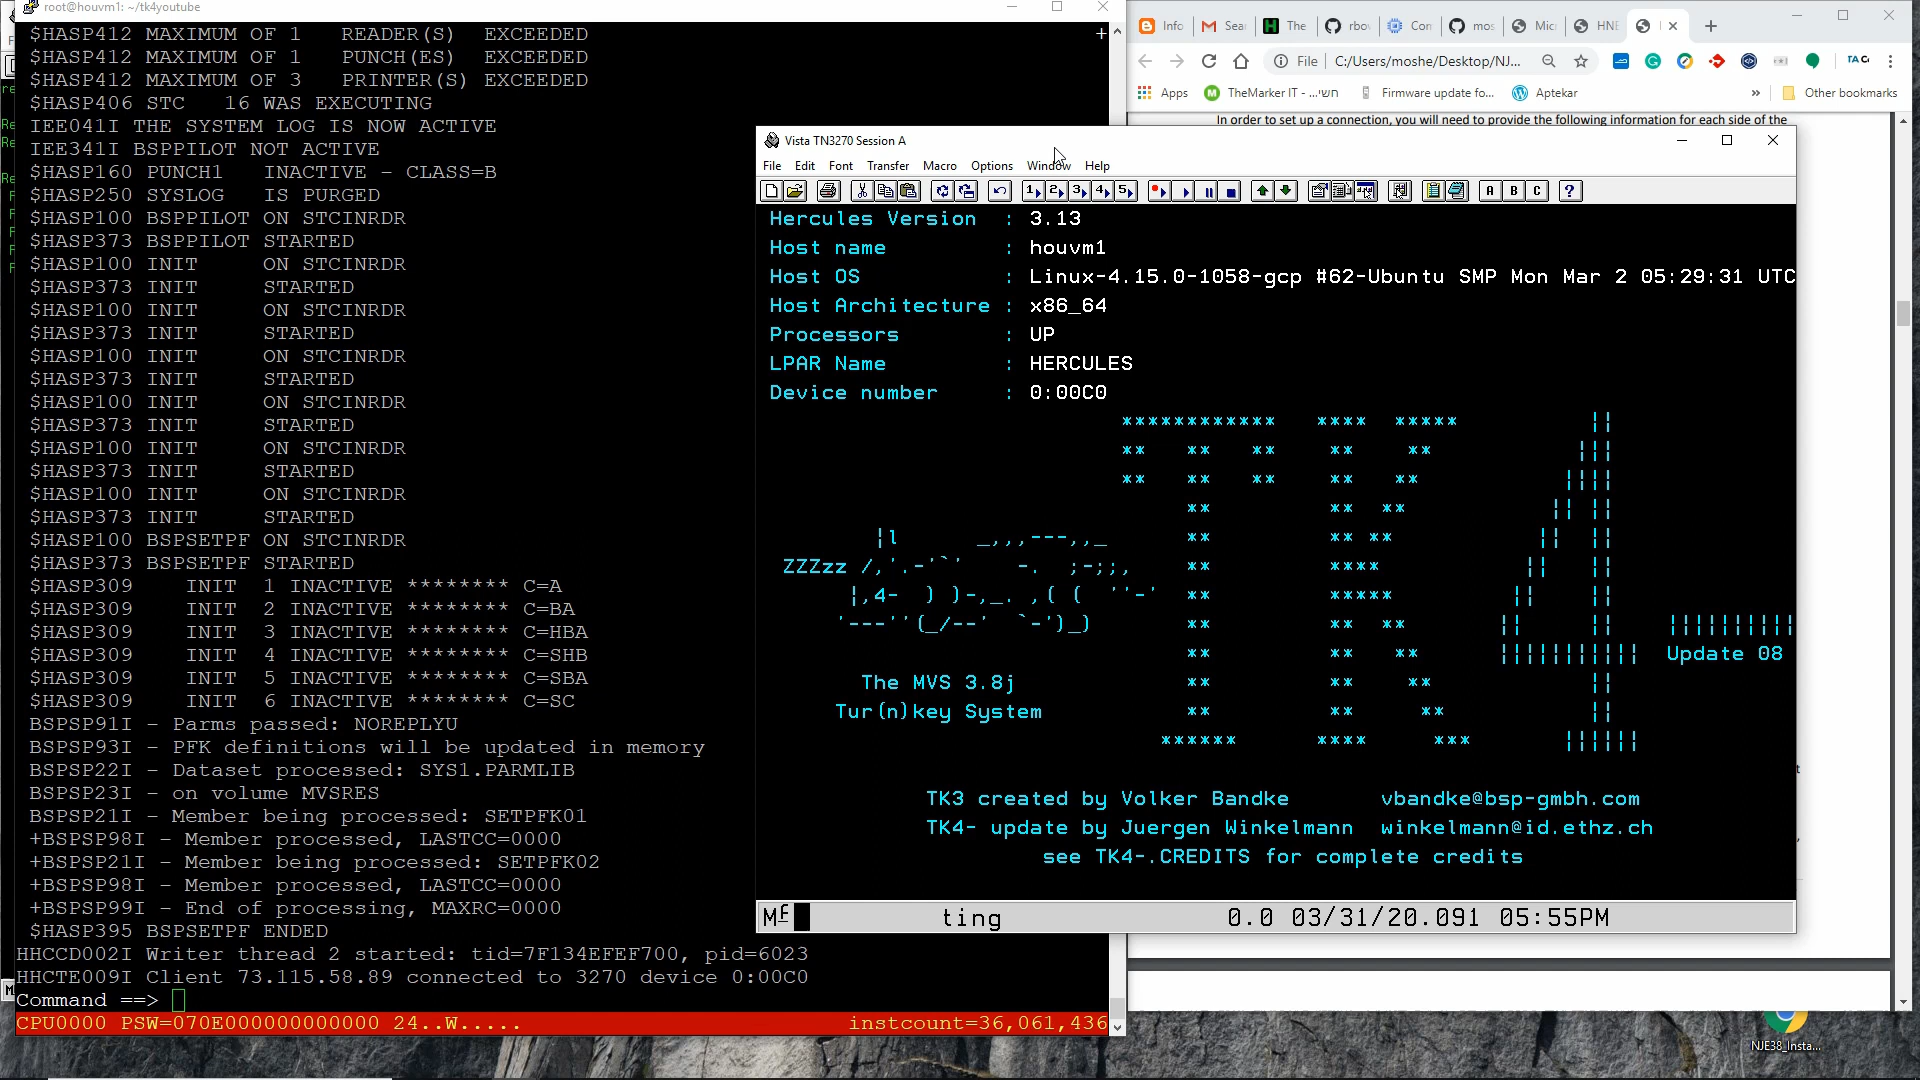 root@houvm1: ~/tk4youtube
$HASP412 MAXIMUM OF 1 READER(S) EXCEEDED
$HASP412 MAXIMUM OF 1 PUNCH(ES) EXCEEDED
$HASP412 MAXIMUM OF 3 PRINTER(S) EXCEEDED
$HASP406 STC 16 WAS EXECUTING
IEE041I THE SYSTEM LOG IS NOW ACTIVE
IEE341I BSPPILOT NOT ACTIVE
$HASP160 PUNCH1 INACTIVE - CLASS=B
$HASP250 SYSLOG IS PURGED
$HASP100 BSPPILOT ON STCINRDR
$HASP373 BSPPILOT STARTED
$HASP100 INIT ON STCINRDR
$HASP373 INIT STARTED
$HASP100 INIT ON STCINRDR
$HASP373 INIT STARTED
$HASP100 INIT ON STCINRDR
$HASP373 INIT STARTED
$HASP100 INIT ON STCINRDR
$HASP373 INIT STARTED
$HASP100 INIT ON STCINRDR
$HASP373 INIT STARTED
$HASP100 INIT ON STCINRDR
$HASP373 INIT STARTED
$HASP100 BSPSETPF ON STCINRDR
$HASP373 BSPSETPF STARTED
$HASP309 INIT 1 INACTIVE ******** C=A
$HASP309 INIT 2 INACTIVE ******** C=BA
$HASP309 INIT 3 INACTIVE ******** C=HBA
$HASP309 INIT 4 INACTIVE ******** C=SHB
$HASP309 INIT 5 INACTIVE ******** C=SBA
$HASP309 INIT 6 INACTIVE ******** C=SC
BSPSP91I - Parms passed: NOREPLYU
BSPSP93I - PFK definitions will be updated in memory
BSPSP22I - Dataset processed: SYS1.PARMLIB
BSPSP23I - on volume MVSRES
BSPSP21I - Member being processed: SETPFK01
+BSPSP98I - Member processed, LASTCC=0000
+BSPSP21I - Member being processed: SETPFK02
+BSPSP98I - Member processed, LASTCC=0000
+BSPSP99I - End of processing, MAXRC=0000
$HASP395 BSPSETPF ENDED
HHCCD002I Writer thread 2 started: tid=7F134EFEF700, pid=6023
HHCTE009I Client 73.115.58.89 connected to 3270 device 0:00C0
Command ==>
CPU0000 PSW=070E000000000000 24..W..... instcount=36,061,436
Info
Sea
The
rbov
Con
mos
Mic
HNE
File C:/Users/moshe/Desktop/NJ...
Apps TheMarker IT - ...חשי Firmware update fo... Aptekar » Other bookmarks
In order to set up a connection, you will need to provide the following information for each side of the
Vista TN3270 Session A
File Edit Font Transfer Macro Options Window Help
1 2 3 4 5 A B C ?
Hercules Version : 3.13
Host name : houvm1
Host OS : Linux-4.15.0-1058-gcp #62-Ubuntu SMP Mon Mar 2 05:29:31 UTC
Host Architecture : x86_64
Processors : UP
LPAR Name : HERCULES
Device number : 0:00C0
ZZZzz
Update 08
The MVS 3.8j
Tur(n)key System
TK3 created by Volker Bandke vbandke@bsp-gmbh.com
TK4- update by Juergen Winkelmann winkelmann@id.ethz.ch
see TK4-.CREDITS for complete credits
ting 0.0 03/31/20.091 05:55PM
NJE38_Insta...